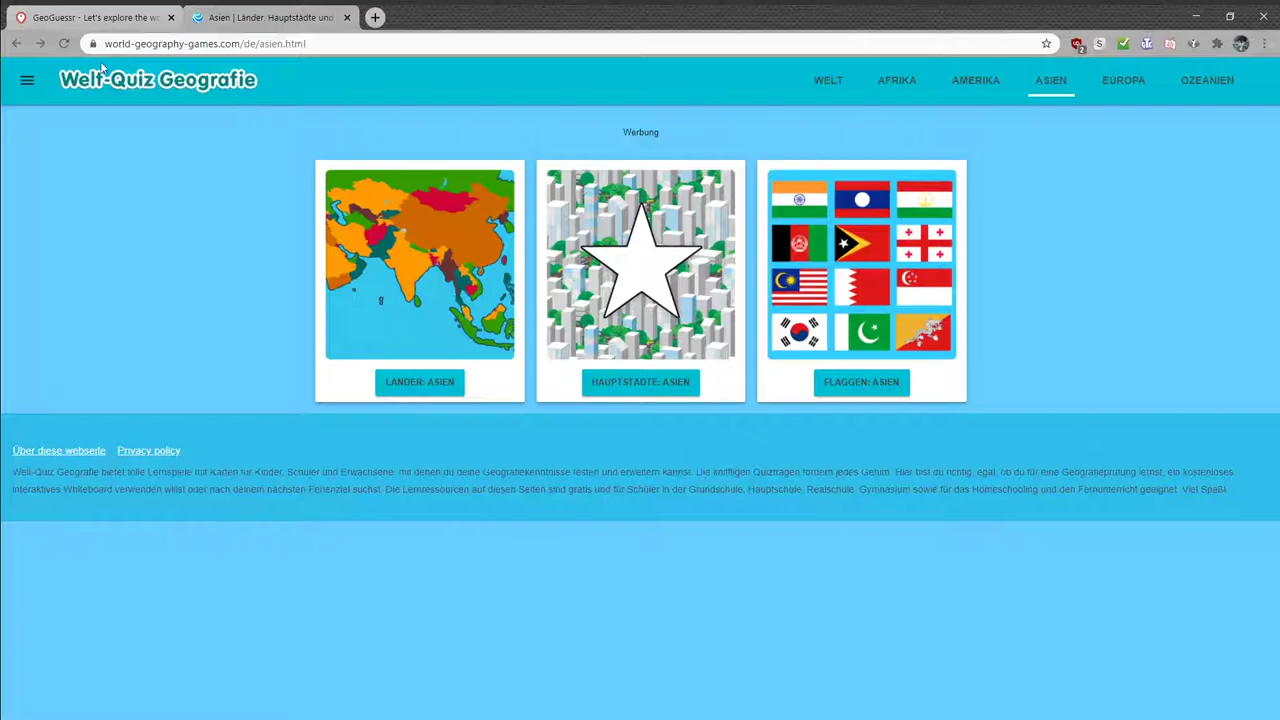 GeoGuessr - Let's explore the wo
Asien | Länder, Hauptstädte und
world-geography-games.com/de/asien.html
2
Welt-Quiz Geografie
WELT
AFRIKA
AMERIKA
ASIEN
EUROPA
OZEANIEN
Werbung
LÄNDER: ASIEN
HAUPTSTÄDTE: ASIEN
FLAGGEN: ASIEN
Über diese webseite
Privacy policy
Welt-Quiz Geografie bietet tolle Lernspiele mit Karten für Kinder, Schüler und Erwachsene, mit denen du deine Geografiekenntnisse testen und erweitern kannst. Die kniffligen Quizfragen fordern jedes Gehirn. Hier bist du richtig, egal, ob du für eine Geografieprüfung lernst, ein kostenloses
interaktives Whiteboard verwenden willst oder nach deinem nächsten Ferienziel suchst. Die Lernressourcen auf diesen Seiten sind gratis und für Schüler in der Grundschule, Hauptschule, Realschule, Gymnasium sowie für das Homeschooling und den Fernunterricht geeignet. Viel Spaß!